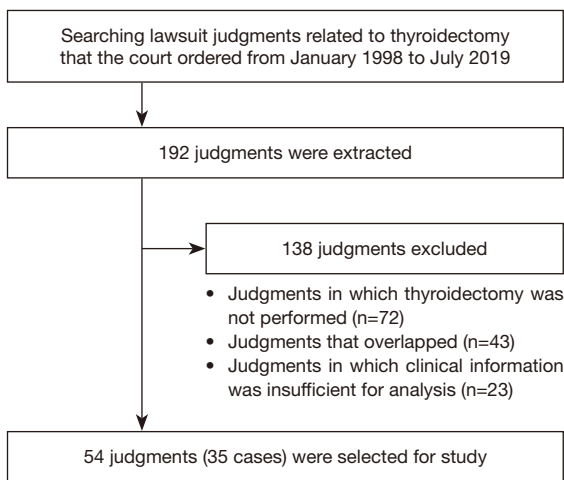 Searching lawsuit judgments related to thyroidectomy
that the court ordered from January 1998 to July 2019
192 judgments were extracted
138 judgments excluded
• Judgments in which thyroidectomy was
not performed (n=72)
• Judgments that overlapped (n=43)
• Judgments in which clinical information
was insufficient for analysis (n=23)
54 judgments (35 cases) were selected for study